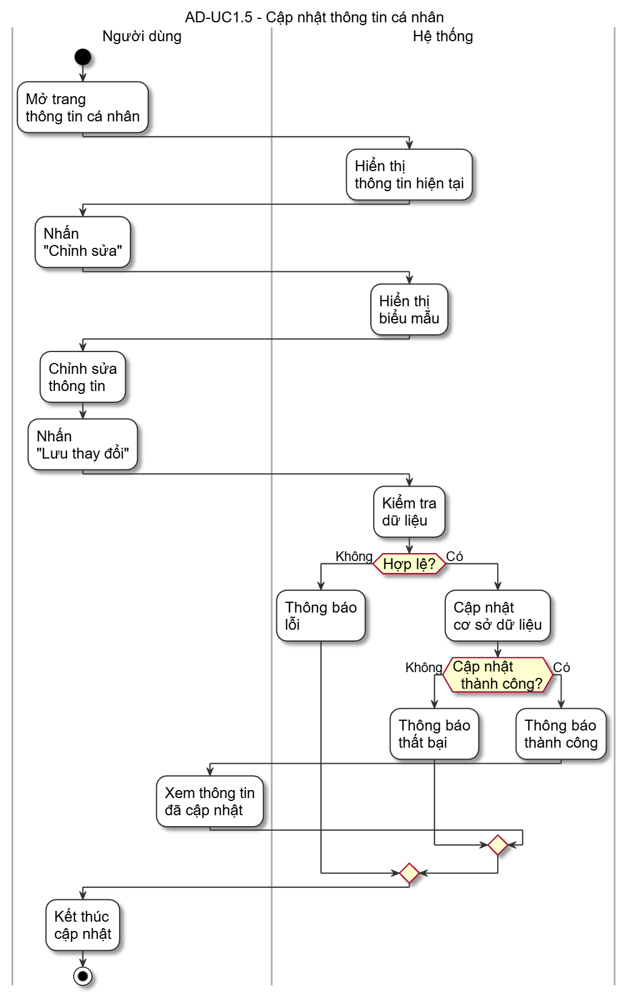 AD-UC1.5 - Cập nhật thông tin cá nhân
Người dùng
Hệ thống
Mở trang
thông tin cá nhân
Hiển thị
thông tin hiện tại
Nhấn
"Chỉnh sửa"
Hiển thị
biểu mẫu
Chỉnh sửa
thông tin
Nhấn
"Lưu thay đổi"
Kiểm tra
dữ liệu
Không
Hợp lệ?
Có
Thông báo
lỗi
Cập nhật
cơ sở dữ liệu
Không
Cập nhật
thành công?
Có
Thông báo
thất bại
Thông báo
thành công
Xem thông tin
đã cập nhật
Kết thúc
cập nhật